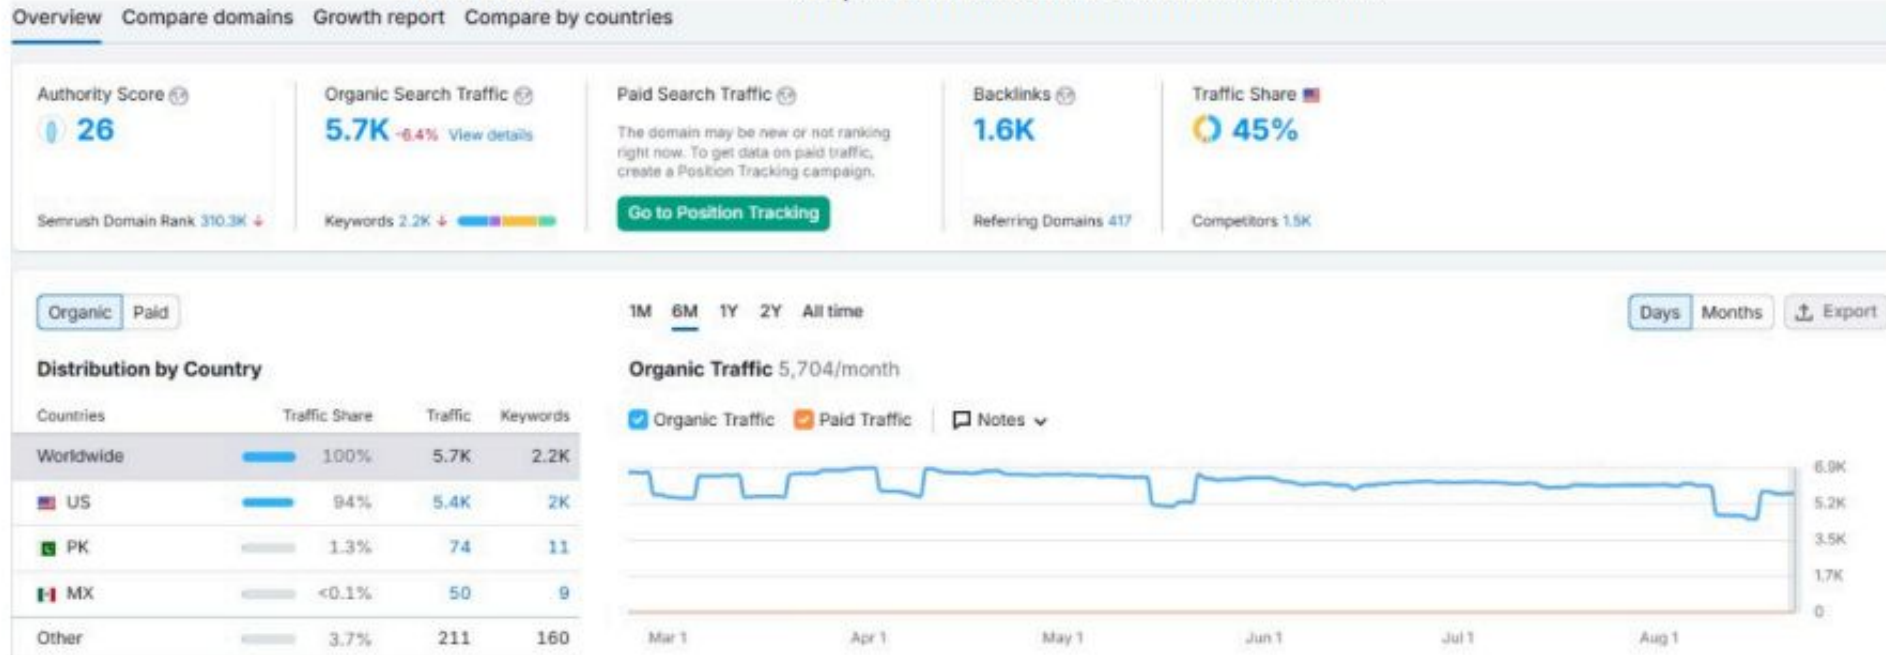 Overview Compare domains Growth report Compare by countries
Authority Score
26
Semrush Domain Rank 310.3K ↓
Organic Search Traffic
5.7K -6.4% View details
Keywords 2.2K ↓
Paid Search Traffic
The domain may be new or not ranking
right now. To get data on paid traffic,
create a Position Tracking campaign.
Go to Position Tracking
Backlinks
1.6K
Referring Domains 417
Traffic Share
45%
Competitors 1.5K
Organic Paid
Distribution by Country
Countries Traffic Share Traffic Keywords
Worldwide 100% 5.7K 2.2K
US 94% 5.4K 2K
PK 1.3% 74 11
MX <0.1% 50 9
Other 3.7% 211 160
1M 6M 1Y 2Y All time
Days Months Export
Organic Traffic 5,704/month
Organic Traffic Paid Traffic Notes
6.9K
5.2K
3.5K
1.7K
0
Mar 1 Apr 1 May 1 Jun 1 Jul 1 Aug 1